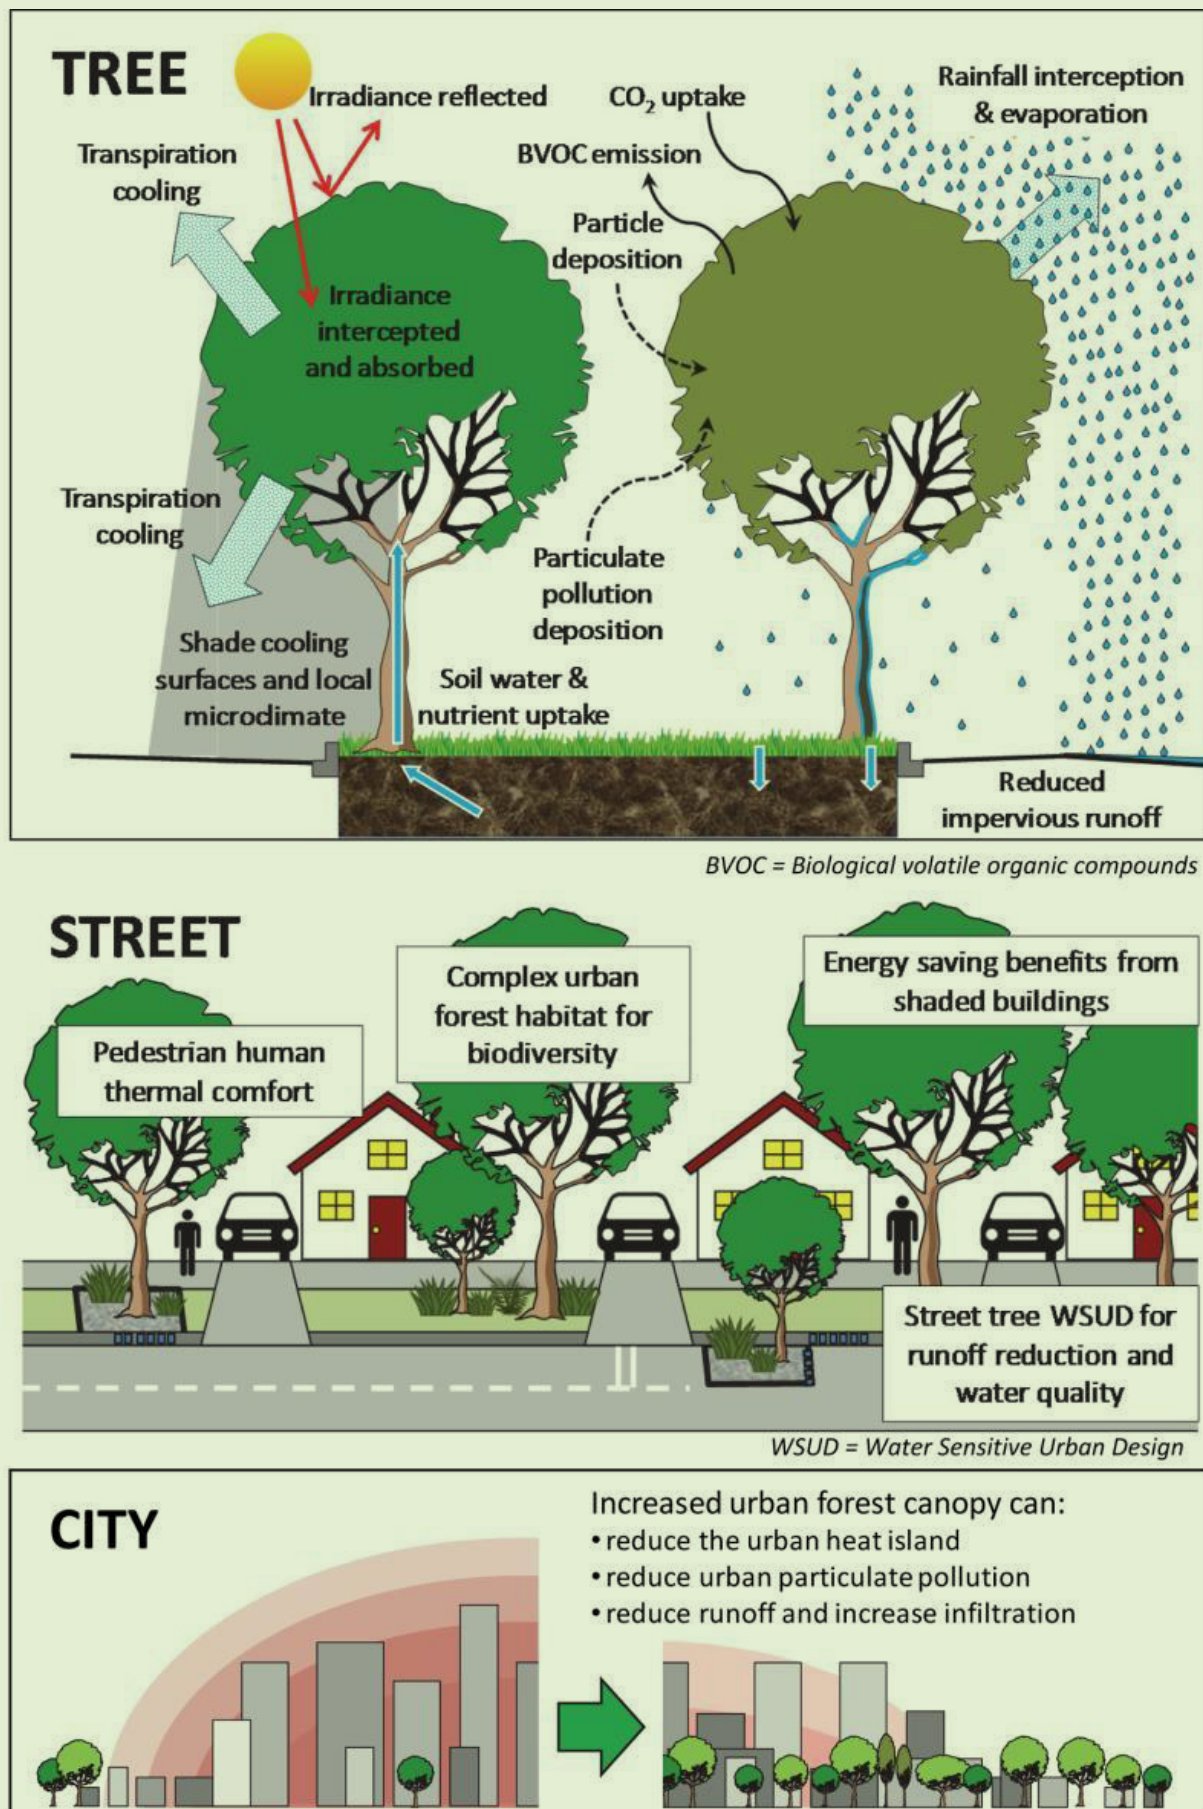 TREE
Irradiance reflected
CO₂ uptake
Rainfall interception
& evaporation
Transpiration
cooling
BVOC emission
Particle
deposition
Irradiance
intercepted
and absorbed
Transpiration
cooling
Particulate
pollution
deposition
Shade cooling
surfaces and local
microclimate
Soil water &
nutrient uptake
Reduced
impervious runoff
BVOC = Biological volatile organic compounds
STREET
Pedestrian human
thermal comfort
Complex urban
forest habitat for
biodiversity
Energy saving benefits from
shaded buildings
Street tree WSUD for
runoff reduction and
water quality
WSUD = Water Sensitive Urban Design
CITY
Increased urban forest canopy can:
• reduce the urban heat island
• reduce urban particulate pollution
• reduce runoff and increase infiltration